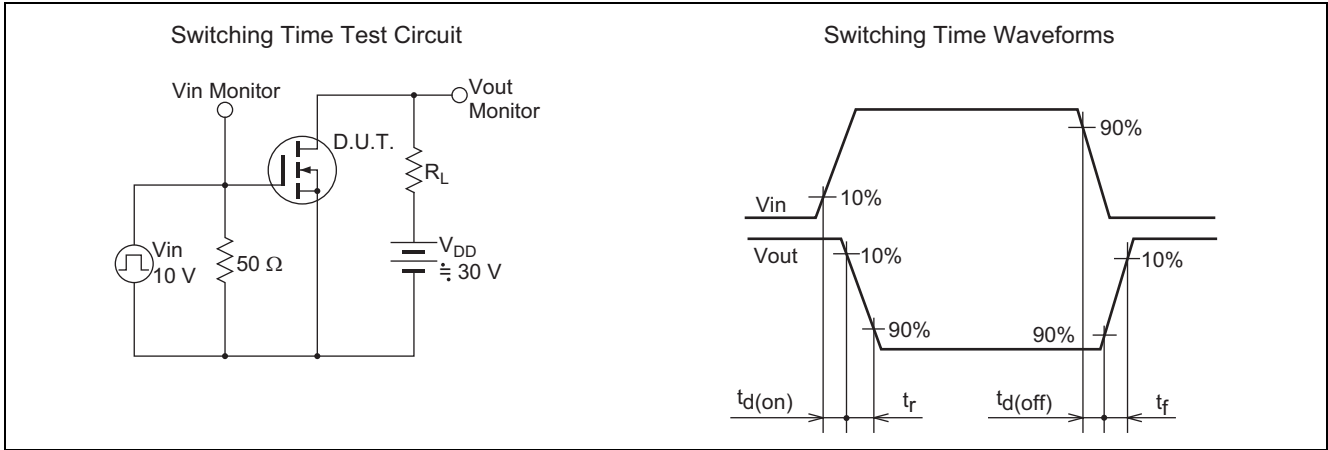 Switching Time Test Circuit
Vin Monitor
Vout
Monitor
D.U.T.
RL
Vin
10 V
50 Ω
VDD
≒ 30 V
Switching Time Waveforms
Vin
Vout
10%
90%
10%
90%
90%
10%
td(on)
tr
td(off)
tf